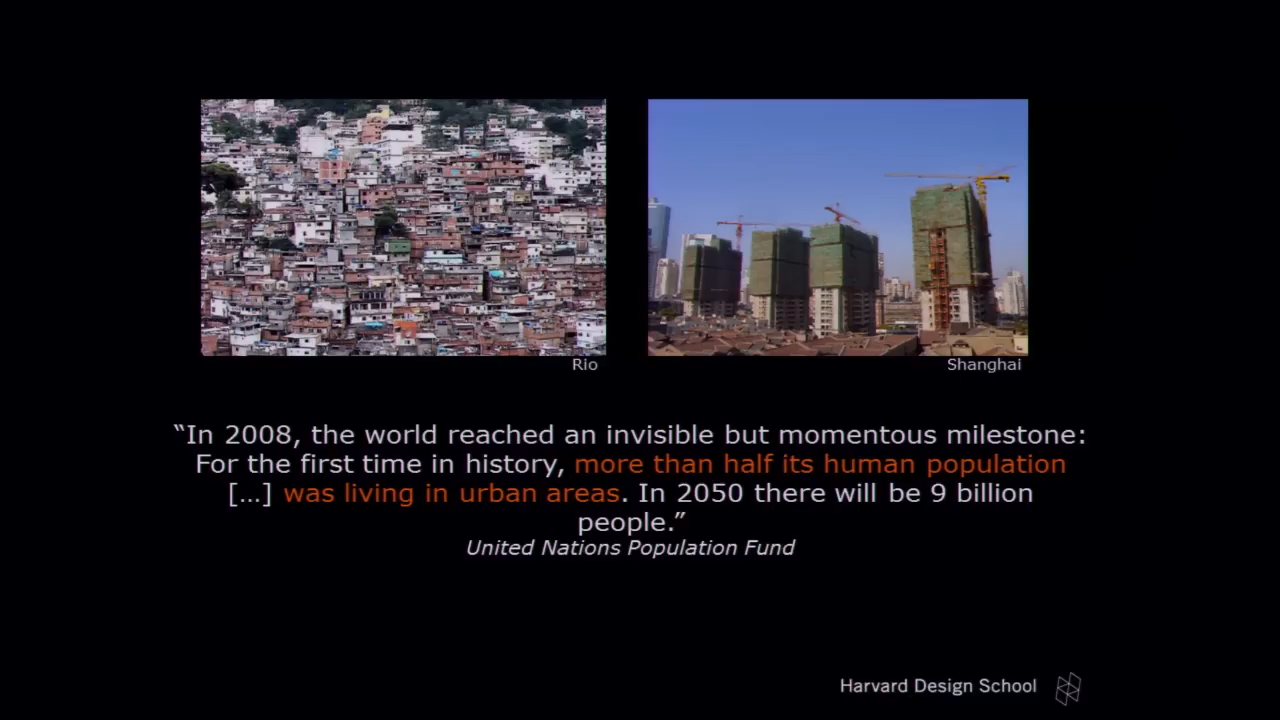 Rio
Shanghai
“In 2008, the world reached an invisible but momentous milestone:
For the first time in history, more than half its human population
[…] was living in urban areas. In 2050 there will be 9 billion
people.”
United Nations Population Fund
Harvard Design School